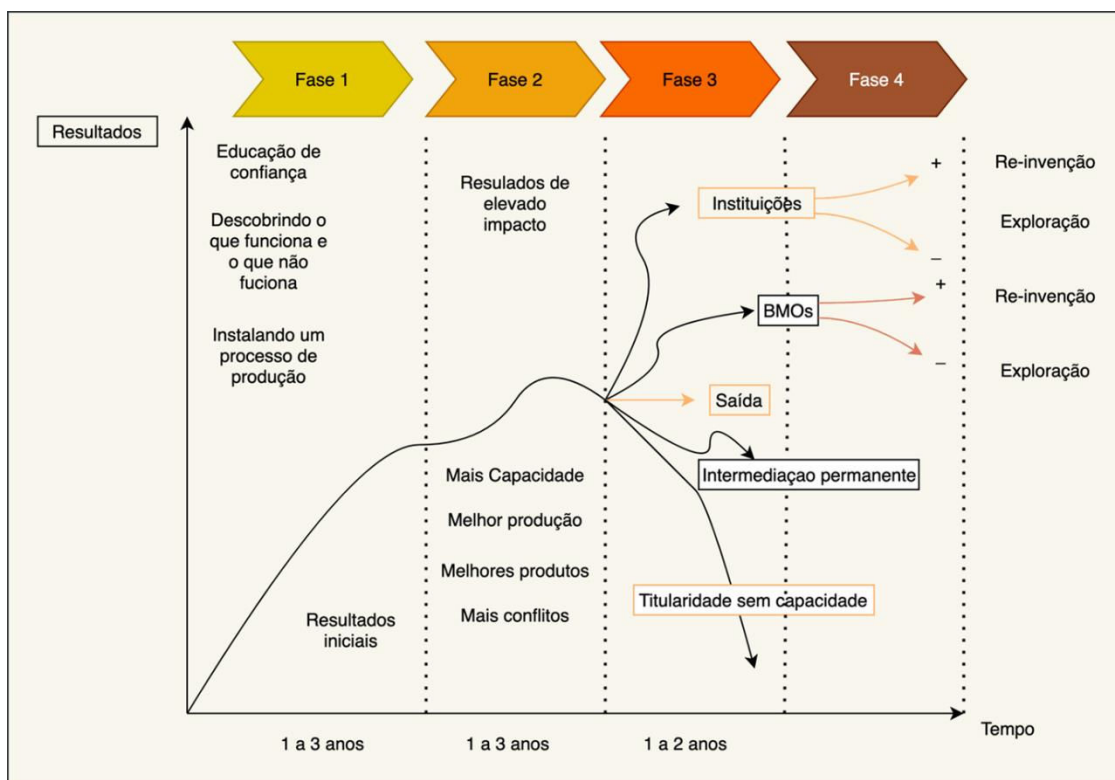 Fase 1
Fase 2
Fase 3
Fase 4
Resultados
Educação de
confiança
Descobrindo o
que funciona e
o que não
fuciona
Instalando um
processo de
produção
Resulados de
elevado
impacto
Instituições
+
Re-invenção
Exploração
–
BMOs
+
Re-invenção
–
Exploração
Saída
Intermediaçao permanente
Mais Capacidade
Melhor produção
Melhores produtos
Mais conflitos
Titularidade sem capacidade
Resultados
iniciais
Tempo
1 a 3 anos
1 a 3 anos
1 a 2 anos